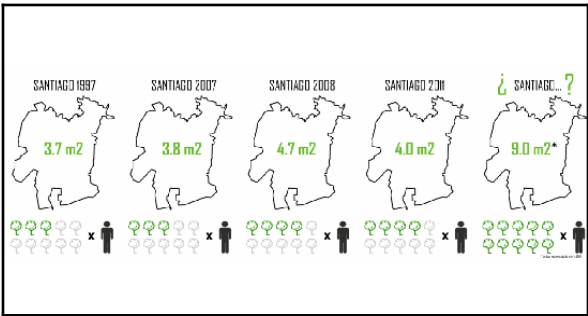 SANTIAGO 1997
SANTIAGO 2007
SANTIAGO 2008
SANTIAGO 2011
¿ SANTIAGO... ?
3.7 m2
3.8 m2
4.7 m2
4.0 m2
9.0 m2*
x
x
x
x
x